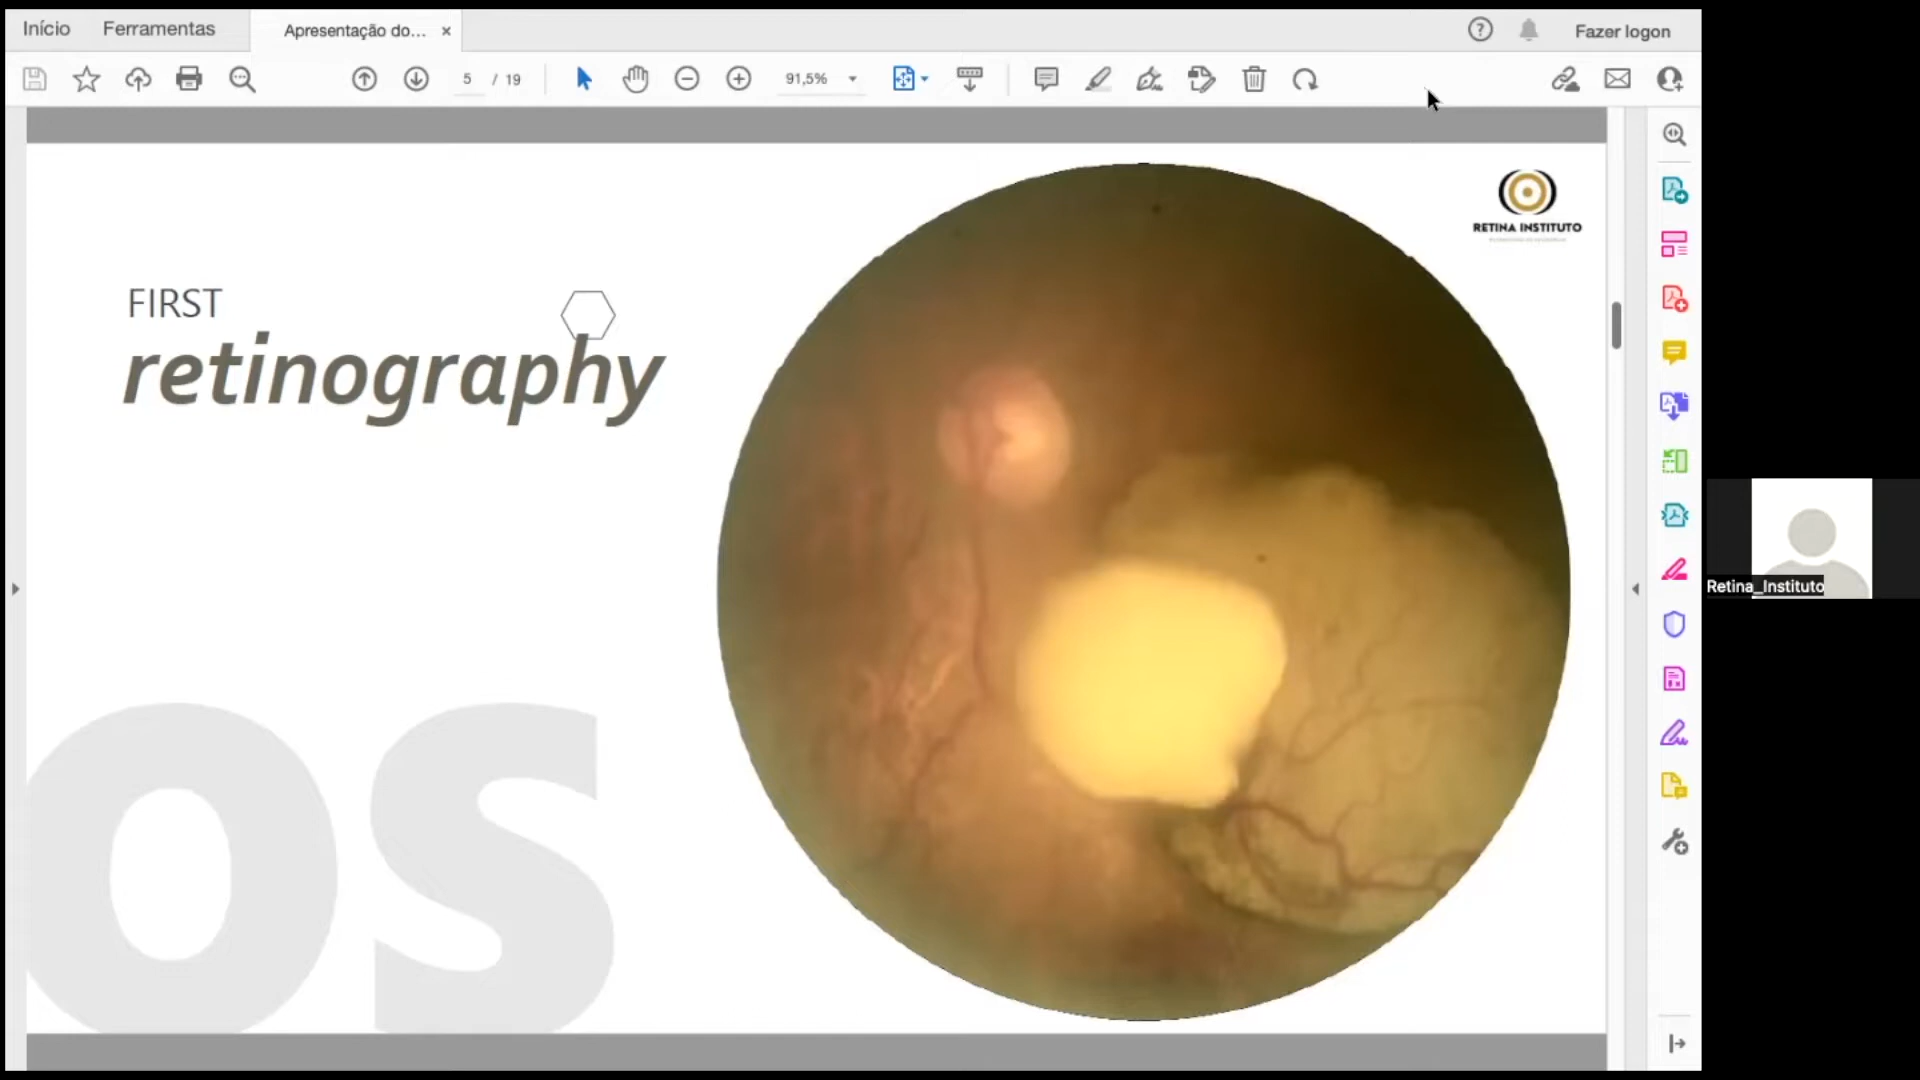 Início Ferramentas Apresentação do... × Fazer logon
5 / 19 91,5%
RETINA INSTITUTO
FIRST
retinography
Retina_Instituto
os